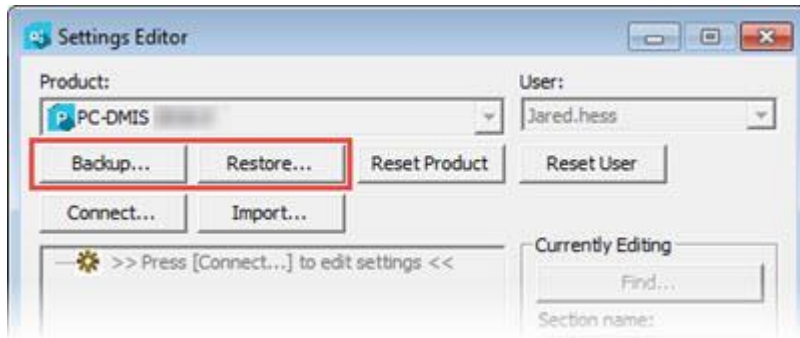 Settings Editor
Product:
User:
PC-DMIS
Jared.hess
Backup...
Restore...
Reset Product
Reset User
Connect...
Import...
>> Press [Connect...] to edit settings <<
Currently Editing
Find...
Section name: